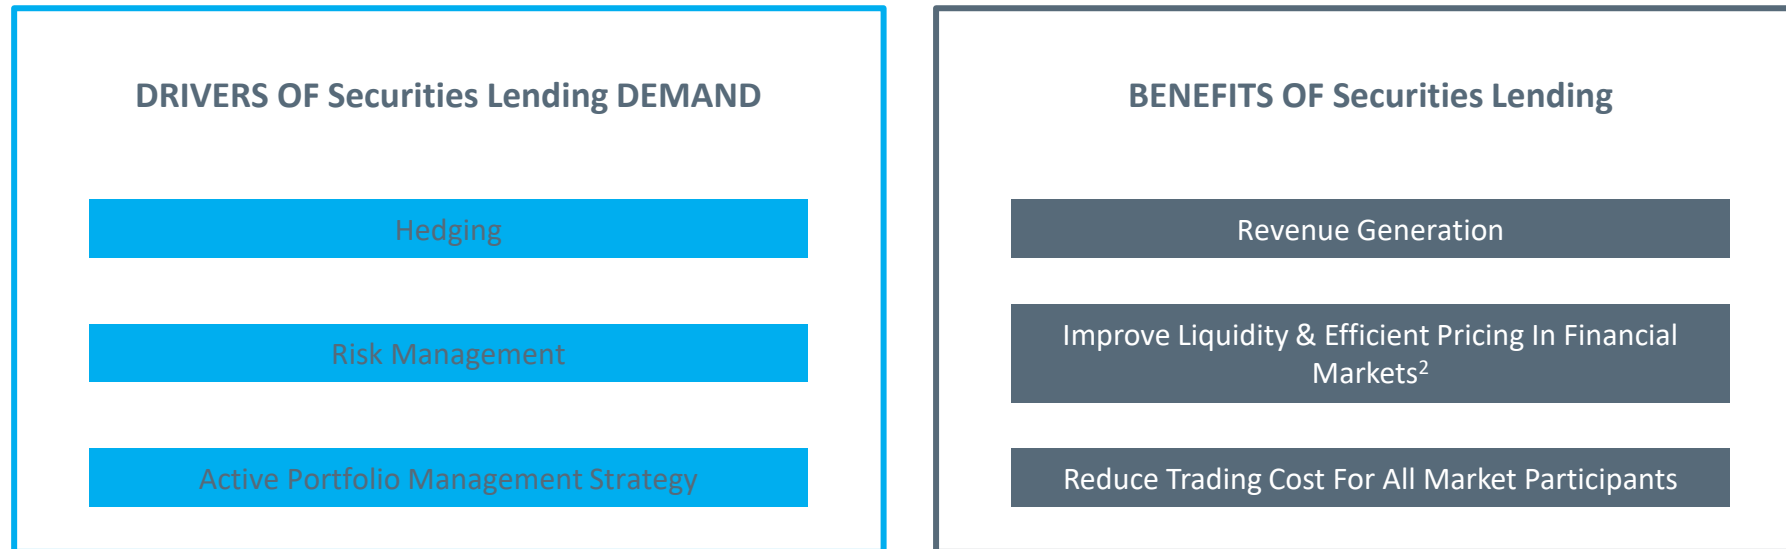 DRIVERS OF Securities Lending DEMAND
Hedging
Risk Management
Active Portfolio Management Strategy
BENEFITS OF Securities Lending
Revenue Generation
Improve Liquidity & Efficient Pricing In Financial
Markets²
Reduce Trading Cost For All Market Participants